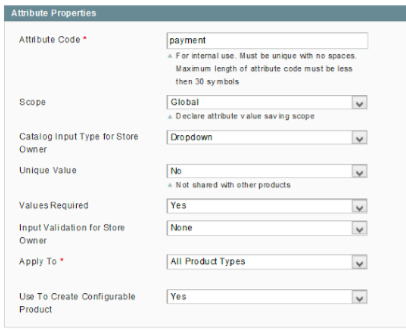 Attribute Properties
Attribute Code *
payment
For internal use. Must be unique with no spaces.
Maximum length of attribute code must be less
then 30 symbols
Scope
Global
Declare attribute value saving scope
Catalog Input Type for Store
Owner
Dropdown
Unique Value
No
Not shared with other products
Values Required
Yes
Input Validation for Store
Owner
None
Apply To *
All Product Types
Use To Create Configurable
Product
Yes